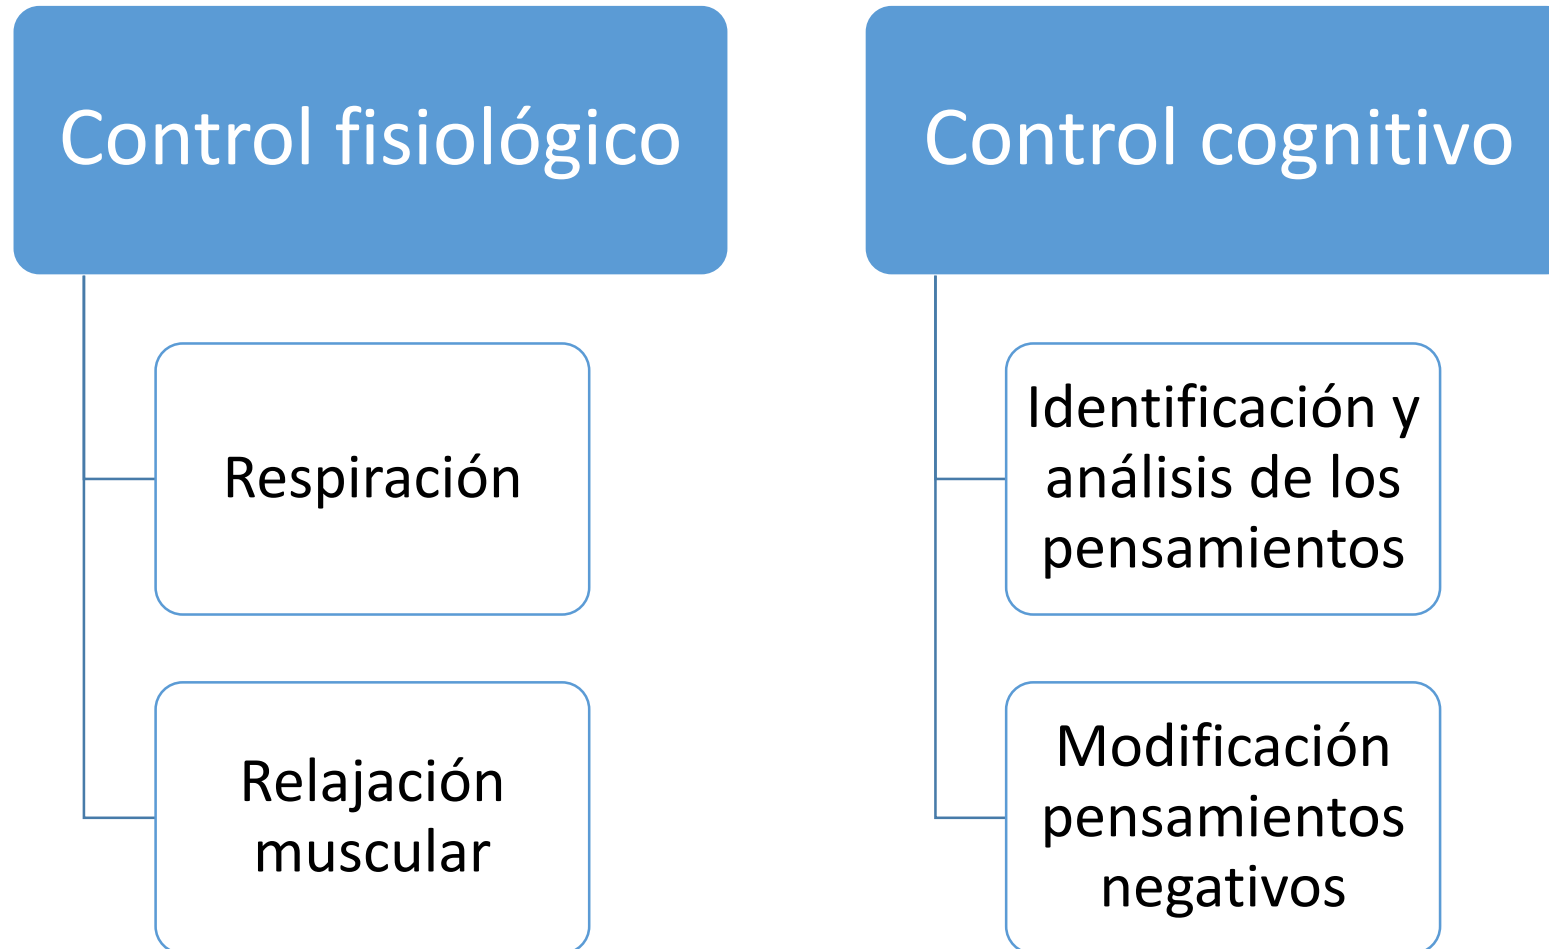 Control fisiológico
Respiración
Relajación
muscular
Control cognitivo
Identificación y
análisis de los
pensamientos
Modificación
pensamientos
negativos